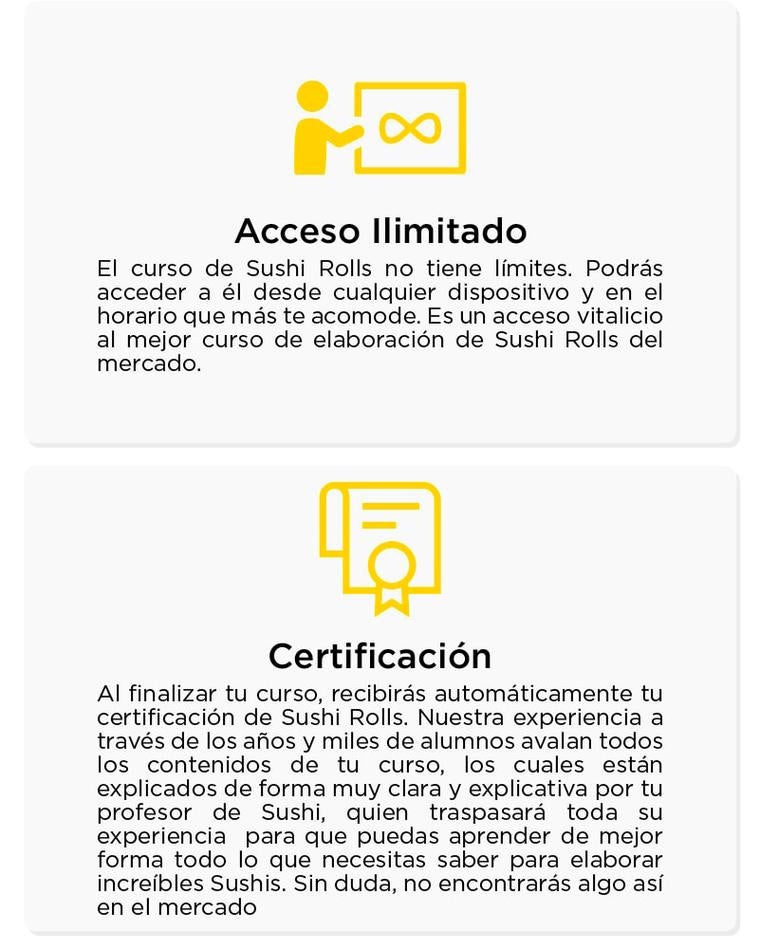 Acceso Ilimitado
El curso de Sushi Rolls no tiene límites. Podrás
acceder a él desde cualquier dispositivo y en el
horario que más te acomode. Es un acceso vitalicio
al mejor curso de elaboración de Sushi Rolls del
mercado.
Certificación
Al finalizar tu curso, recibirás automáticamente tu
certificación de Sushi Rolls. Nuestra experiencia a
través de los años y miles de alumnos avalan todos
los contenidos de tu curso, los cuales están
explicados de forma muy clara y explicativa por tu
profesor de Sushi, quien traspasará toda su
experiencia  para que puedas aprender de mejor
forma todo lo que necesitas saber para elaborar
increíbles Sushis. Sin duda, no encontrarás algo así
en el mercado